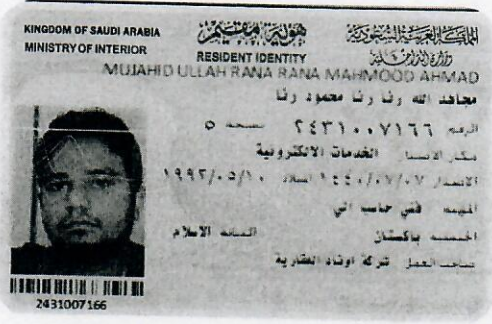 KINGDOM OF SAUDI ARABIA
MINISTRY OF INTERIOR
هوية مقيم
RESIDENT IDENTITY
المملكة العربية السعودية
وزارة الداخلية
MUJAHID ULLAH RANA RANA MAHMOOD AHMAD
مجاهد الله رنا رنا محمود رنا
الرقم ٢٤٣١٠٠٧١٦٦ نسخة ٥
مكان الاصدار الخدمات الالكترونية
الاصدار ١٤٤٠/٠٧/٠٧ الميلاد ١٩٩٢/٠٥/١٠
المهنة فني حاسب الي
الجنسية باكستان الديانة الاسلام
صاحب العمل شركة اوتاد العقارية
2431007166